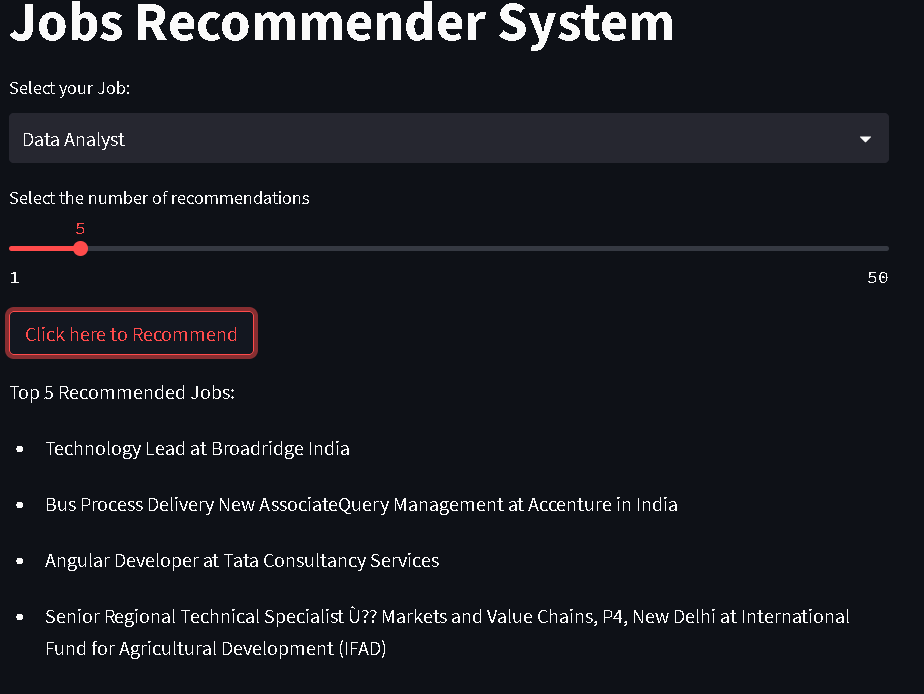 Jobs Recommender System
Select your Job:
Data Analyst
Select the number of recommendations
5
1
50
Click here to Recommend
Top 5 Recommended Jobs:
Technology Lead at Broadridge India
Bus Process Delivery New AssociateQuery Management at Accenture in India
Angular Developer at Tata Consultancy Services
Senior Regional Technical Specialist Ù?? Markets and Value Chains, P4, New Delhi at International
Fund for Agricultural Development (IFAD)